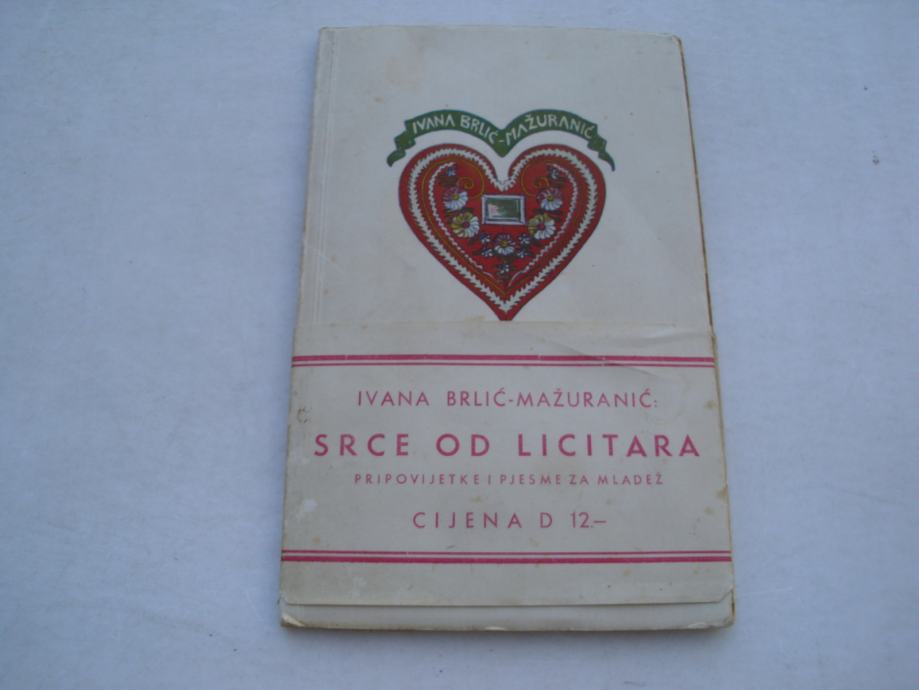 IVANA BRLIĆ-MAŽURANIĆ
IVANA BRLIĆ-MAŽURANIĆ:
SRCE OD LICITARA
PRIPOVIJETKE I PJESME ZA MLADEŽ
CIJENA D 12.–